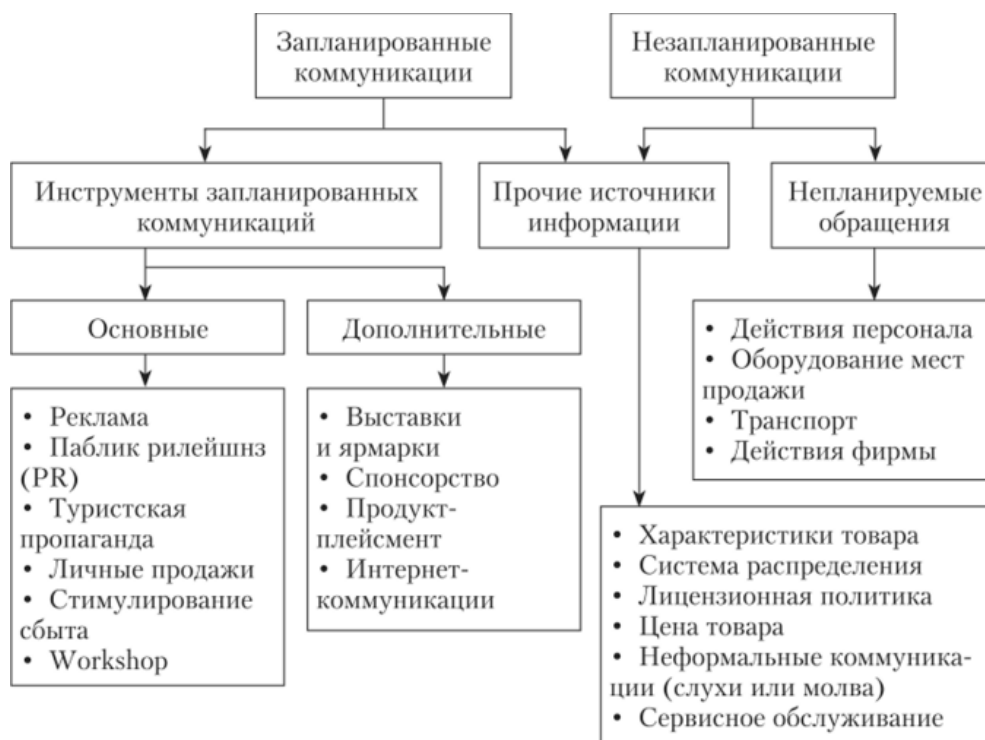 Запланированные
коммуникации
Незапланированные
коммуникации
Инструменты запланированных
коммуникаций
Прочие источники
информации
Непланируемые
обращения
Основные
Дополнительные
• Действия персонала
• Оборудование мест
продажи
• Транспорт
• Действия фирмы
• Реклама
• Паблик рилейшнз
(PR)
• Туристская
пропаганда
• Личные продажи
• Стимулирование
сбыта
• Workshop
• Выставки
и ярмарки
• Спонсорство
• Продукт-
плейсмент
• Интернет-
коммуникации
• Характеристики товара
• Система распределения
• Лицензионная политика
• Цена товара
• Неформальные коммуника-
ции (слухи или молва)
• Сервисное обслуживание